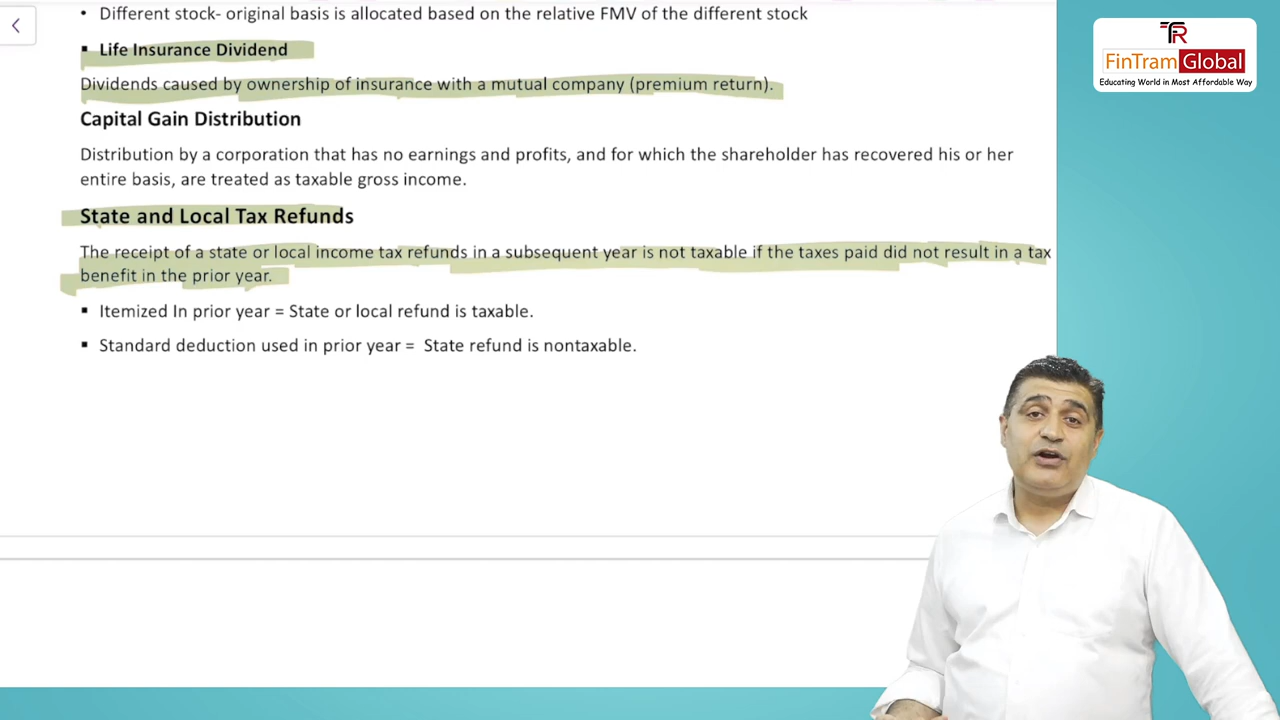 • Different stock- original basis is allocated based on the relative FMV of the different stock
▪ Life Insurance Dividend
Dividends caused by ownership of insurance with a mutual company (premium return).
Capital Gain Distribution
Distribution by a corporation that has no earnings and profits, and for which the shareholder has recovered his or her
entire basis, are treated as taxable gross income.
State and Local Tax Refunds
The receipt of a state or local income tax refunds in a subsequent year is not taxable if the taxes paid did not result in a tax
benefit in the prior year.
▪ Itemized In prior year = State or local refund is taxable.
▪ Standard deduction used in prior year = State refund is nontaxable.
FinTram Global
Educating World in Most Affordable Way